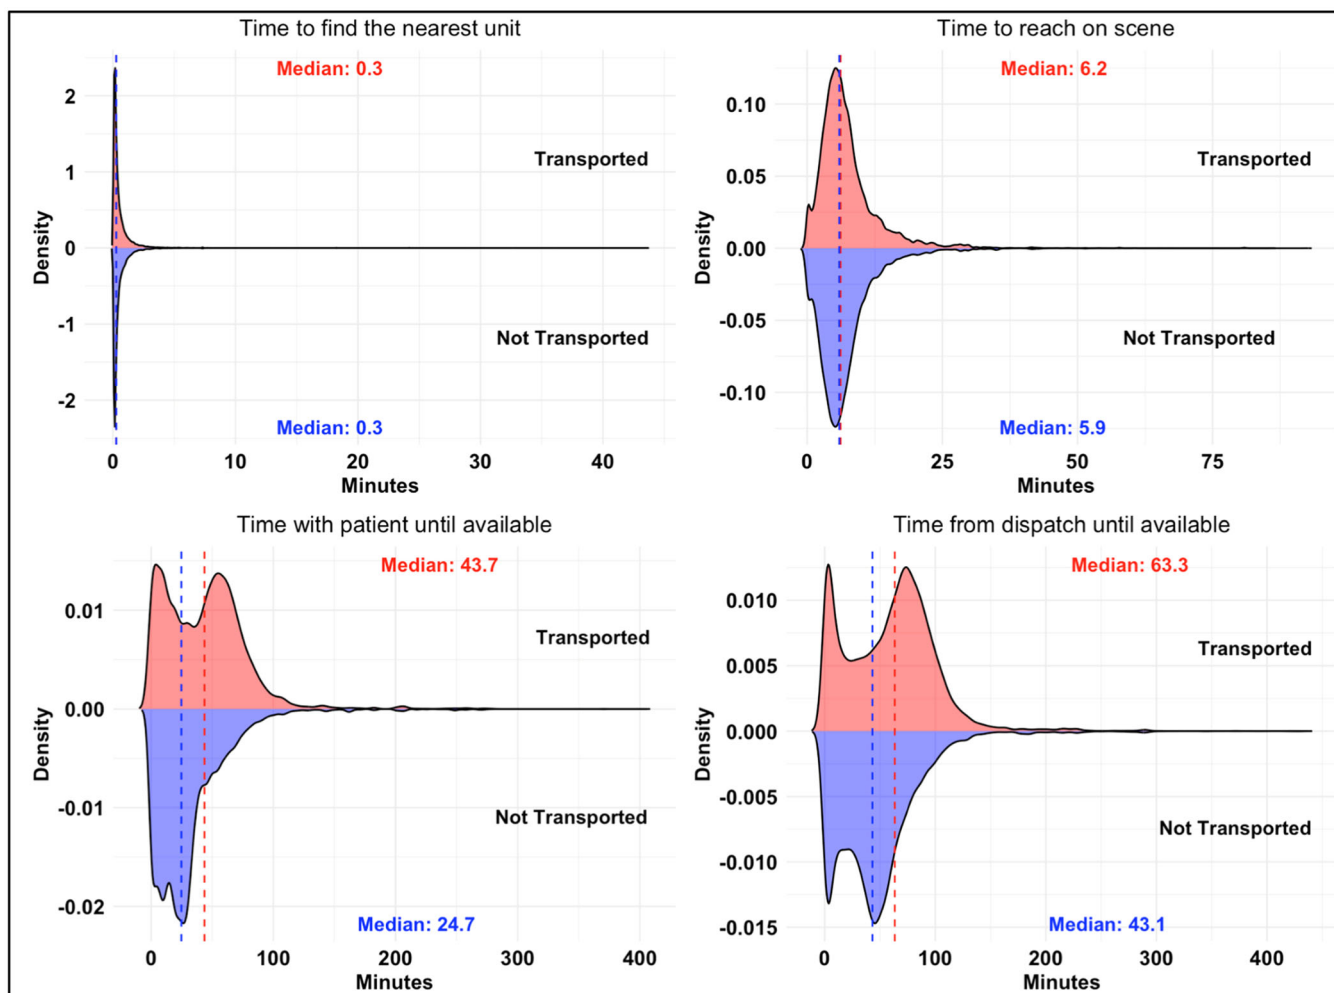 Time to find the nearest unit
Median: 0.3
2
1
0
-1
-2
Density
Transported
Not Transported
Median: 0.3
0 10 20 30 40
Minutes
Time to reach on scene
Median: 6.2
0.10
0.05
0.00
-0.05
-0.10
Density
Transported
Not Transported
Median: 5.9
0 25 50 75
Minutes
Time with patient until available
Median: 43.7
0.01
0.00
-0.01
-0.02
Density
Transported
Not Transported
Median: 24.7
0 100 200 300 400
Minutes
Time from dispatch until available
Median: 63.3
0.010
0.005
0.000
-0.005
-0.010
-0.015
Density
Transported
Not Transported
Median: 43.1
0 100 200 300 400
Minutes